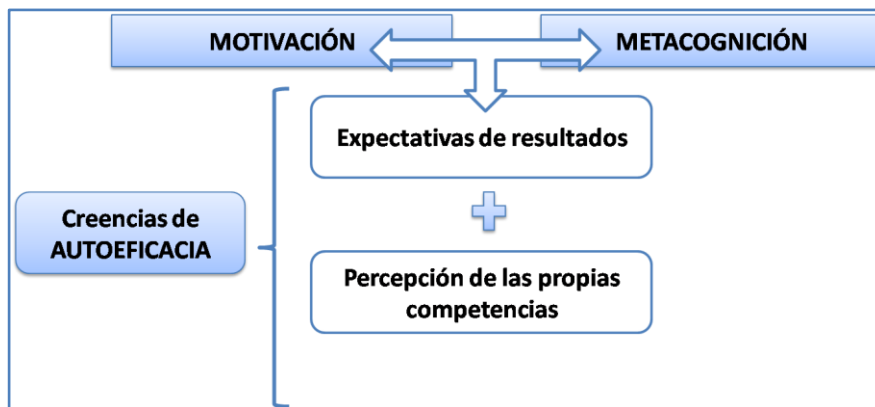 MOTIVACIÓN
METACOGNICIÓN
Expectativas de resultados
Creencias de
AUTOEFICACIA
Percepción de las propias
competencias